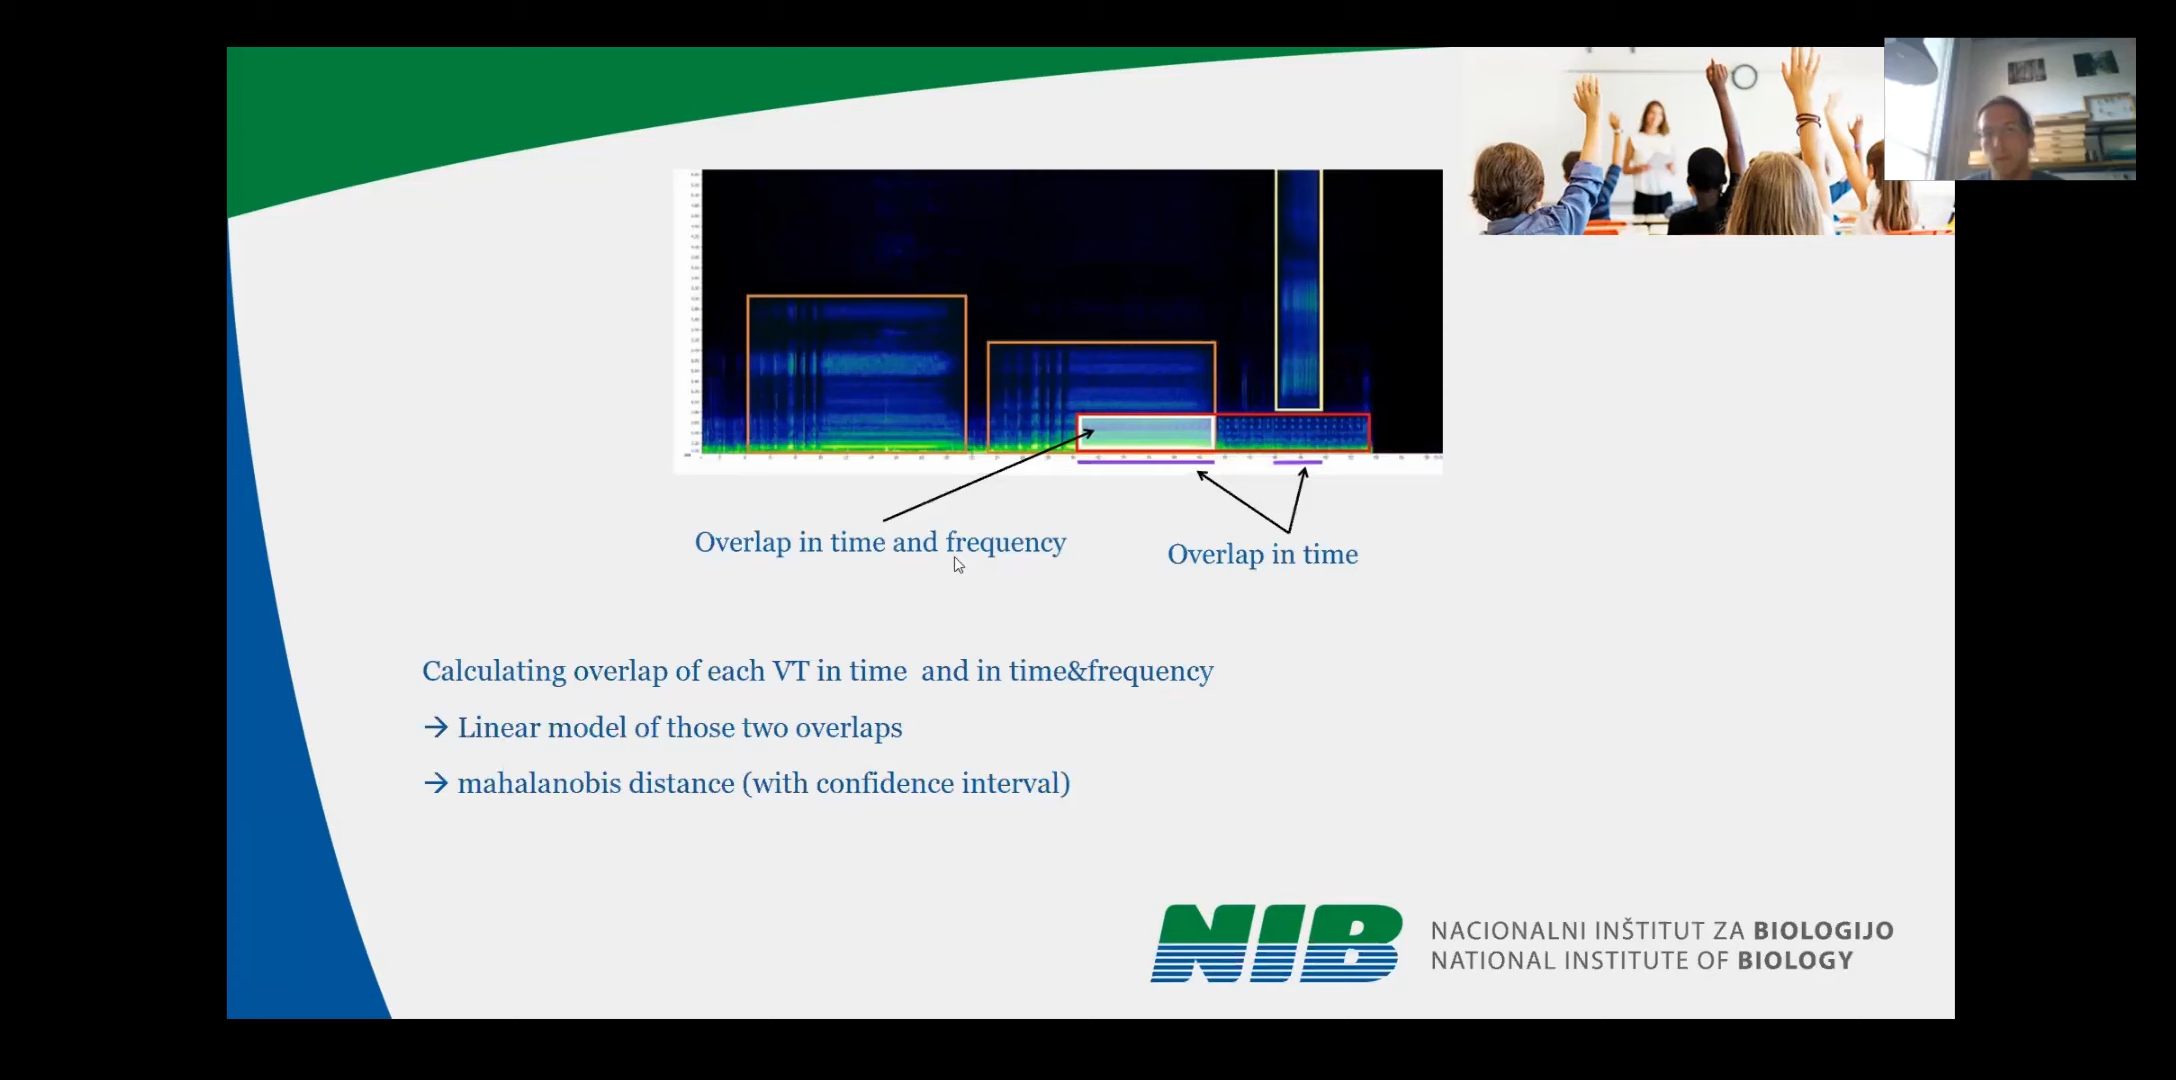 Overlap in time and frequency
Overlap in time
Calculating overlap of each VT in time and in time&frequency
→ Linear model of those two overlaps
→ mahalanobis distance (with confidence interval)
NIB
NACIONALNI INŠTITUT ZA BIOLOGIJO
NATIONAL INSTITUTE OF BIOLOGY